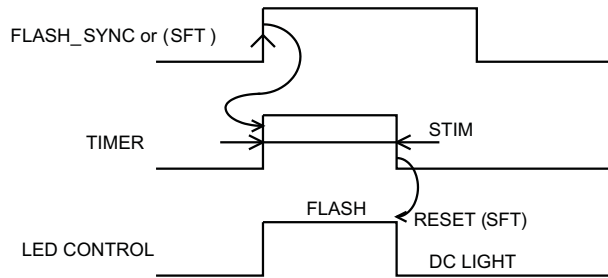 FLASH_SYNC or (SFT )
TIMER
STIM
FLASH
RESET (SFT)
LED CONTROL
DC LIGHT